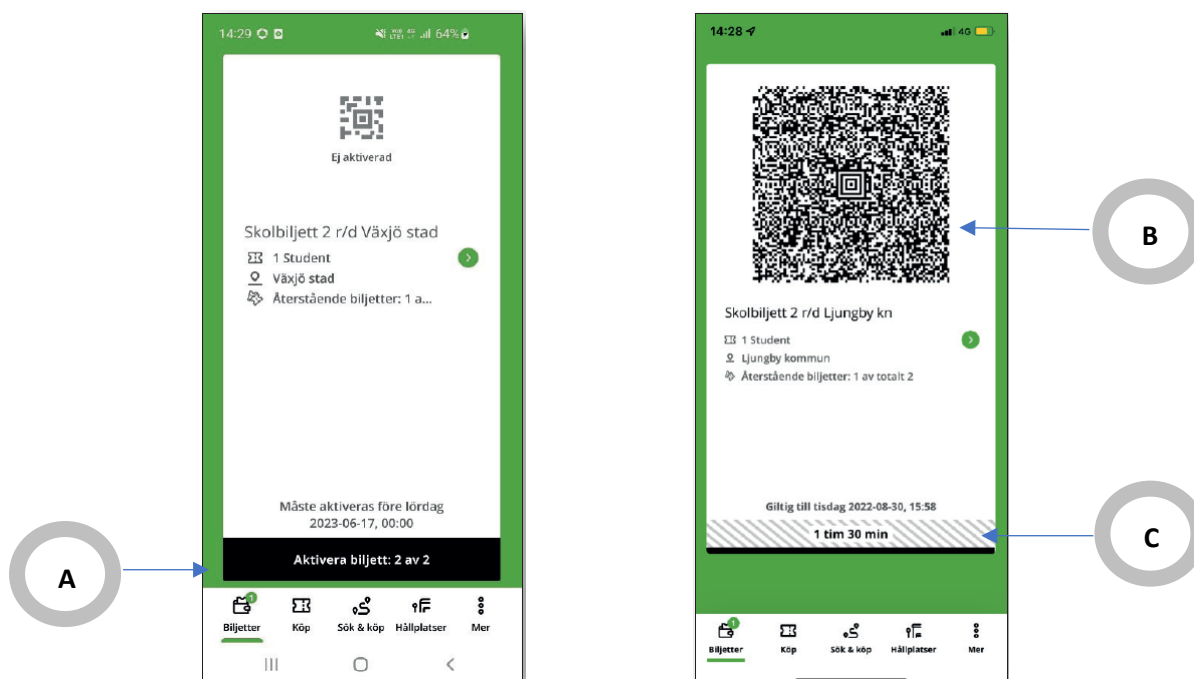 14:29
64%
Ej aktiverad
Skolbiljett 2 r/d Växjö stad
1 Student
Växjö stad
Återstående biljetter: 1 a...
Måste aktiveras före lördag
2023-06-17, 00:00
Aktivera biljett: 2 av 2
1
Biljetter Köp Sök & köp Hållplatser Mer
A
14:28 4G
Skolbiljett 2 r/d Ljungby kn
1 Student
Ljungby kommun
Återstående biljetter: 1 av totalt 2
Giltig till tisdag 2022-08-30, 15:58
1 tim 30 min
1
Biljetter Köp Sök & köp Hållplatser Mer
B
C